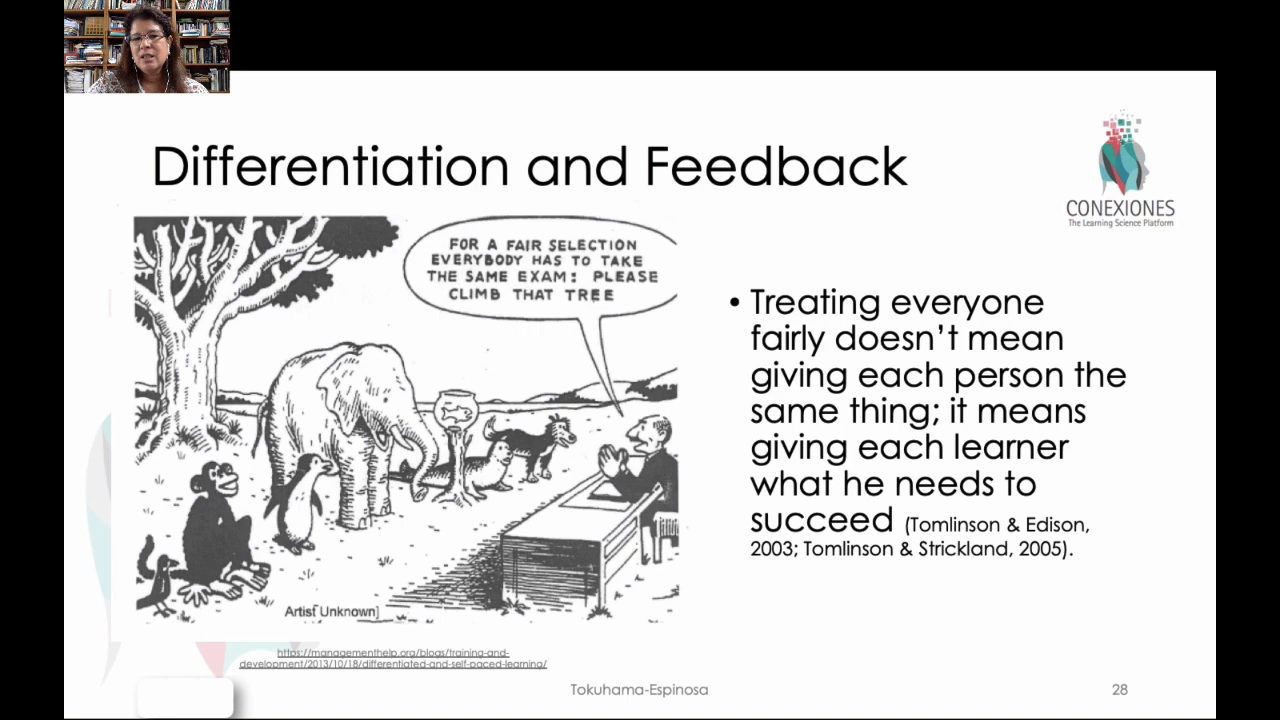 Differentiation and Feedback
CONEXIONES
The Learning Science Platform
FOR A FAIR SELECTION
EVERYBODY HAS TO TAKE
THE SAME EXAM: PLEASE
CLIMB THAT TREE
• Treating everyone
fairly doesn’t mean
giving each person the
same thing; it means
giving each learner
what he needs to
succeed (Tomlinson & Edison,
2003; Tomlinson & Strickland, 2005).
Artist Unknown]
https://managementhelp.org/blogs/training-and-
development/2013/10/18/differentiated-and-self-paced-learning/
Tokuhama-Espinosa
28